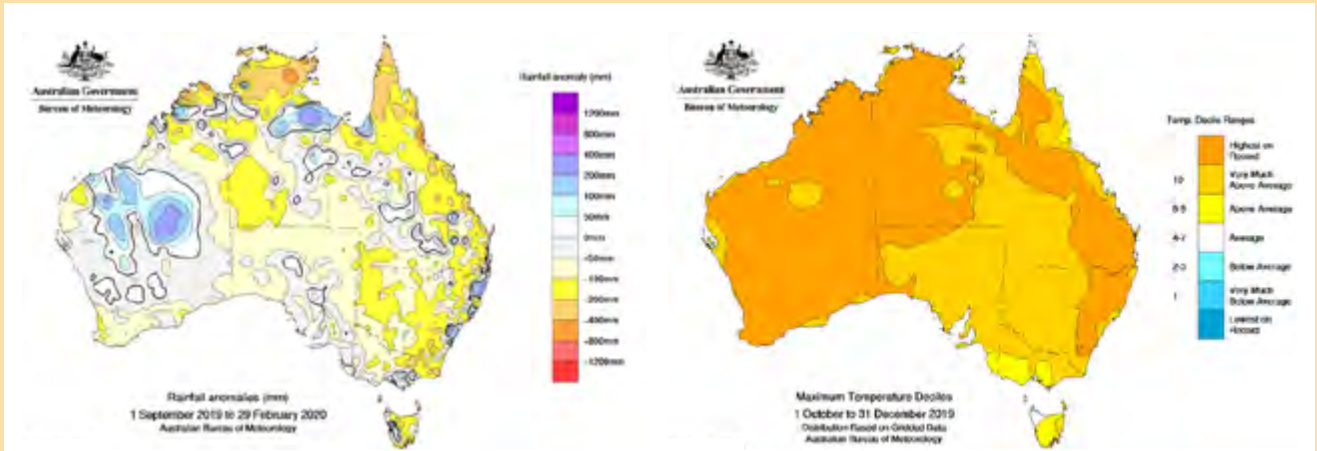 Australian Government
Bureau of Meteorology
Rainfall anomaly (mm)
1200mm
800mm
400mm
200mm
100mm
50mm
0mm
-50mm
-100mm
-200mm
-400mm
-800mm
-1200mm
Rainfall anomalies (mm)
1 September 2019 to 29 February 2020
Australian Bureau of Meteorology
Australian Government
Bureau of Meteorology
Temp. Decile Ranges
Highest on
Record
10
Very Much
Above Average
8-9
Above Average
4-7
Average
2-3
Below Average
1
Very Much
Below Average
Lowest on
Record
Maximum Temperature Deciles
1 October to 31 December 2019
Distribution Based on Gridded Data
Australian Bureau of Meteorology